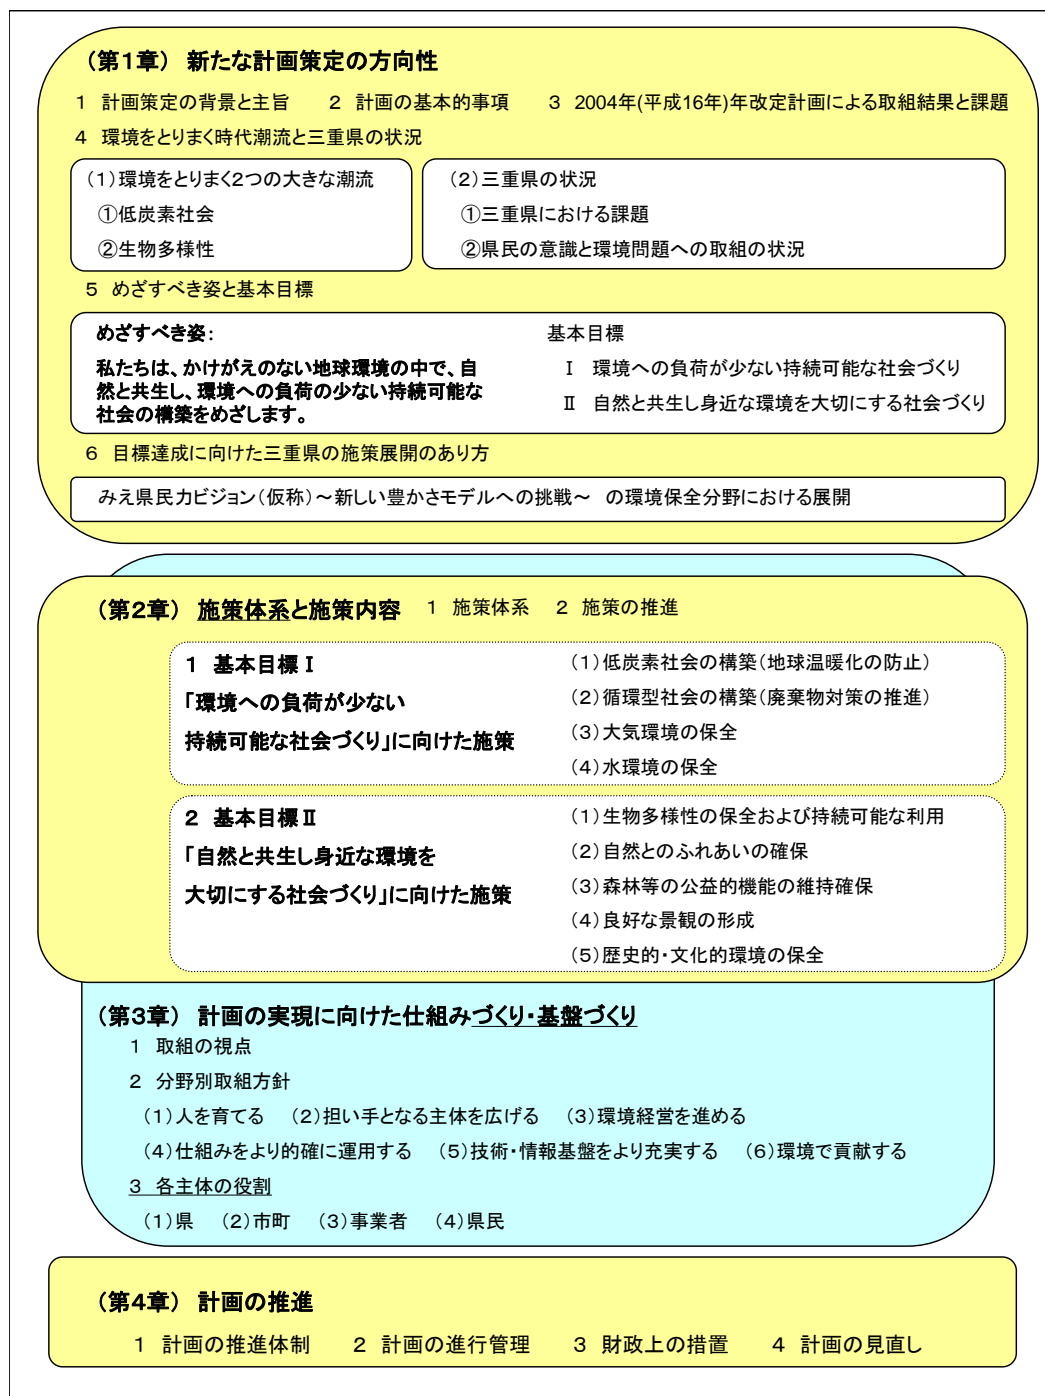 （第１章） 新たな計画策定の方向性
１ 計画策定の背景と主旨　２ 計画の基本的事項　３ 2004年(平成16年)年改定計画による取組結果と課題
４ 環境をとりまく時代潮流と三重県の状況
（１）環境をとりまく２つの大きな潮流
①低炭素社会
②生物多様性
（２）三重県の状況
①三重県における課題
②県民の意識と環境問題への取組の状況
５ めざすべき姿と基本目標
めざすべき姿：
私たちは、かけがえのない地球環境の中で、自
然と共生し、環境への負荷の少ない持続可能な
社会の構築をめざします。
基本目標
Ⅰ 環境への負荷が少ない持続可能な社会づくり
Ⅱ 自然と共生し身近な環境を大切にする社会づくり
６ 目標達成に向けた三重県の施策展開のあり方
みえ県民力ビジョン（仮称）～新しい豊かさモデルへの挑戦～ の環境保全分野における展開
（第２章） 施策体系と施策内容　１ 施策体系　２ 施策の推進
１ 基本目標Ⅰ
「環境への負荷が少ない
持続可能な社会づくり」に向けた施策
（１）低炭素社会の構築（地球温暖化の防止）
（２）循環型社会の構築（廃棄物対策の推進）
（３）大気環境の保全
（４）水環境の保全
２ 基本目標Ⅱ
「自然と共生し身近な環境を
大切にする社会づくり」に向けた施策
（１）生物多様性の保全および持続可能な利用
（２）自然とのふれあいの確保
（３）森林等の公益的機能の維持確保
（４）良好な景観の形成
（５）歴史的・文化的環境の保全
（第３章） 計画の実現に向けた仕組みづくり・基盤づくり
１ 取組の視点
２ 分野別取組方針
（１）人を育てる　（２）担い手となる主体を広げる　（３）環境経営を進める
（４）仕組みをより的確に運用する　（５）技術・情報基盤をより充実する　（６）環境で貢献する
３ 各主体の役割
（１）県　（２）市町　（３）事業者　（４）県民
（第４章） 計画の推進
１ 計画の推進体制　２ 計画の進行管理　３ 財政上の措置　４ 計画の見直し